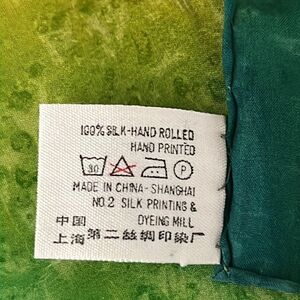 100% SILK-HAND ROLLED
HAND PRINTED
30 P
MADE IN CHINA-SHANGHAI
NO.2 SILK PRINTING &
DYEING MILL
中国
上海 第二丝绸印染厂